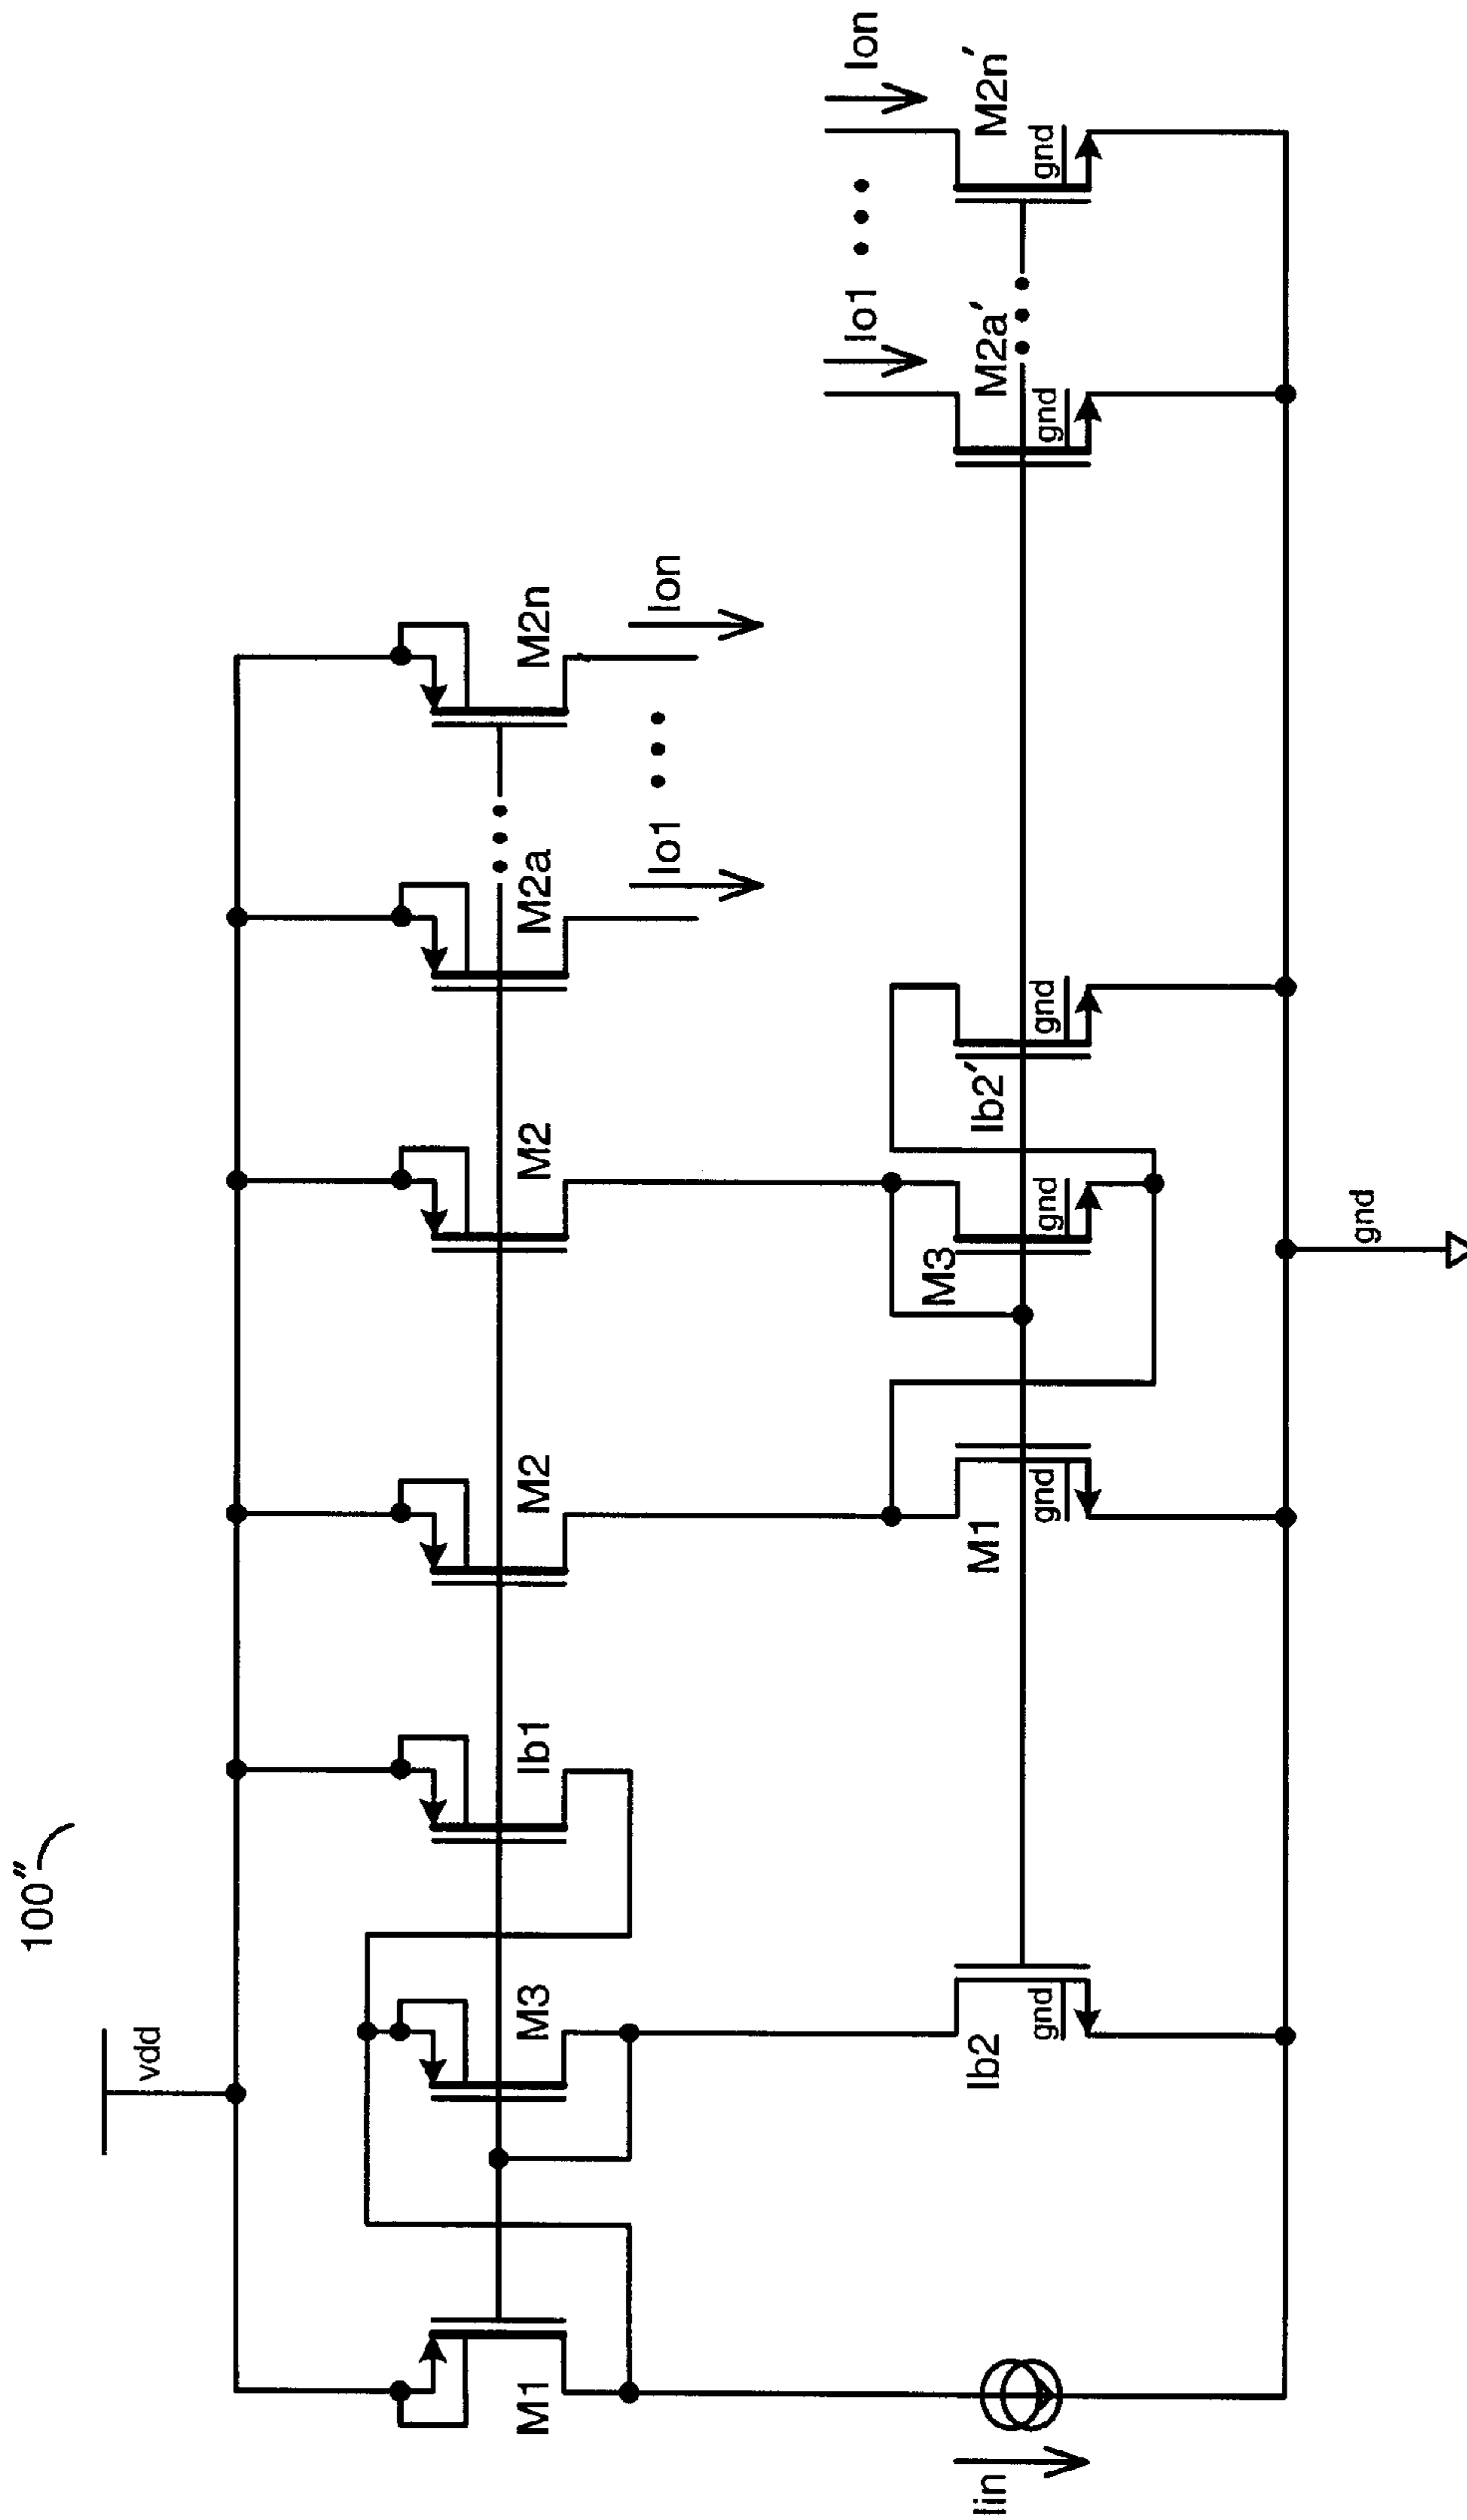 100″
vdd
M1
M3
Ib1
M2
M2
M2a
M2n
Io1
Ion
Iin
Ib2
gnd
M1
gnd
M3
gnd
Ib2′
gnd
M2a′
gnd
M2n′
gnd
Io1
Ion
gnd